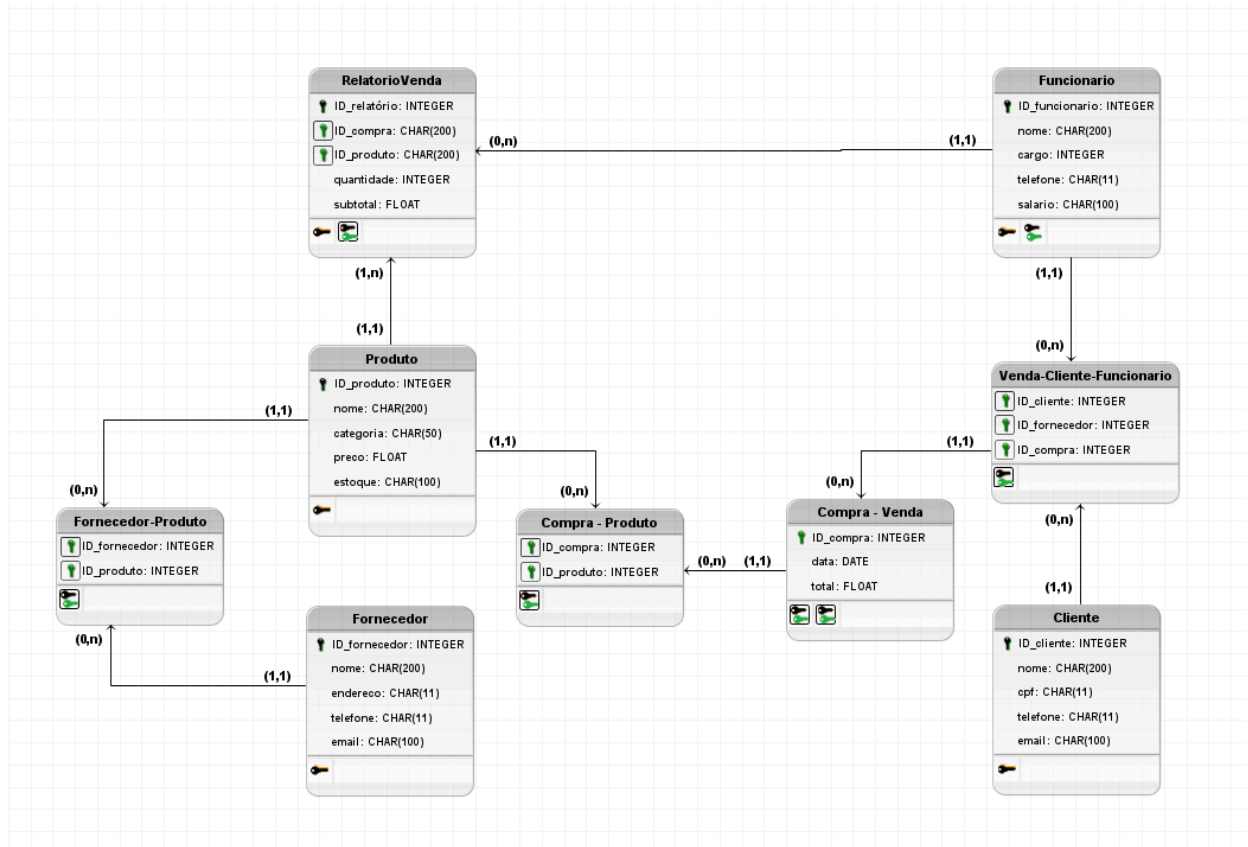 RelatorioVenda
ID_relatório: INTEGER
ID_compra: CHAR(200)
ID_produto: CHAR(200)
quantidade: INTEGER
subtotal: FLOAT
(0,n)
(1,1)
Funcionario
ID_funcionario: INTEGER
nome: CHAR(200)
cargo: INTEGER
telefone: CHAR(11)
salario: CHAR(100)
(1,n)
(1,1)
(1,1)
(0,n)
Produto
ID_produto: INTEGER
nome: CHAR(200)
categoria: CHAR(50)
preco: FLOAT
estoque: CHAR(100)
(1,1)
(0,n)
(1,1)
(0,n)
Venda-Cliente-Funcionario
ID_cliente: INTEGER
ID_fornecedor: INTEGER
ID_compra: INTEGER
(1,1)
(0,n)
Fornecedor-Produto
ID_fornecedor: INTEGER
ID_produto: INTEGER
(0,n)
(1,1)
Compra - Produto
ID_compra: INTEGER
ID_produto: INTEGER
(0,n)
(1,1)
Compra - Venda
ID_compra: INTEGER
data: DATE
total: FLOAT
(0,n)
(1,1)
Fornecedor
ID_fornecedor: INTEGER
nome: CHAR(200)
endereco: CHAR(11)
telefone: CHAR(11)
email: CHAR(100)
Cliente
ID_cliente: INTEGER
nome: CHAR(200)
cpf: CHAR(11)
telefone: CHAR(11)
email: CHAR(100)